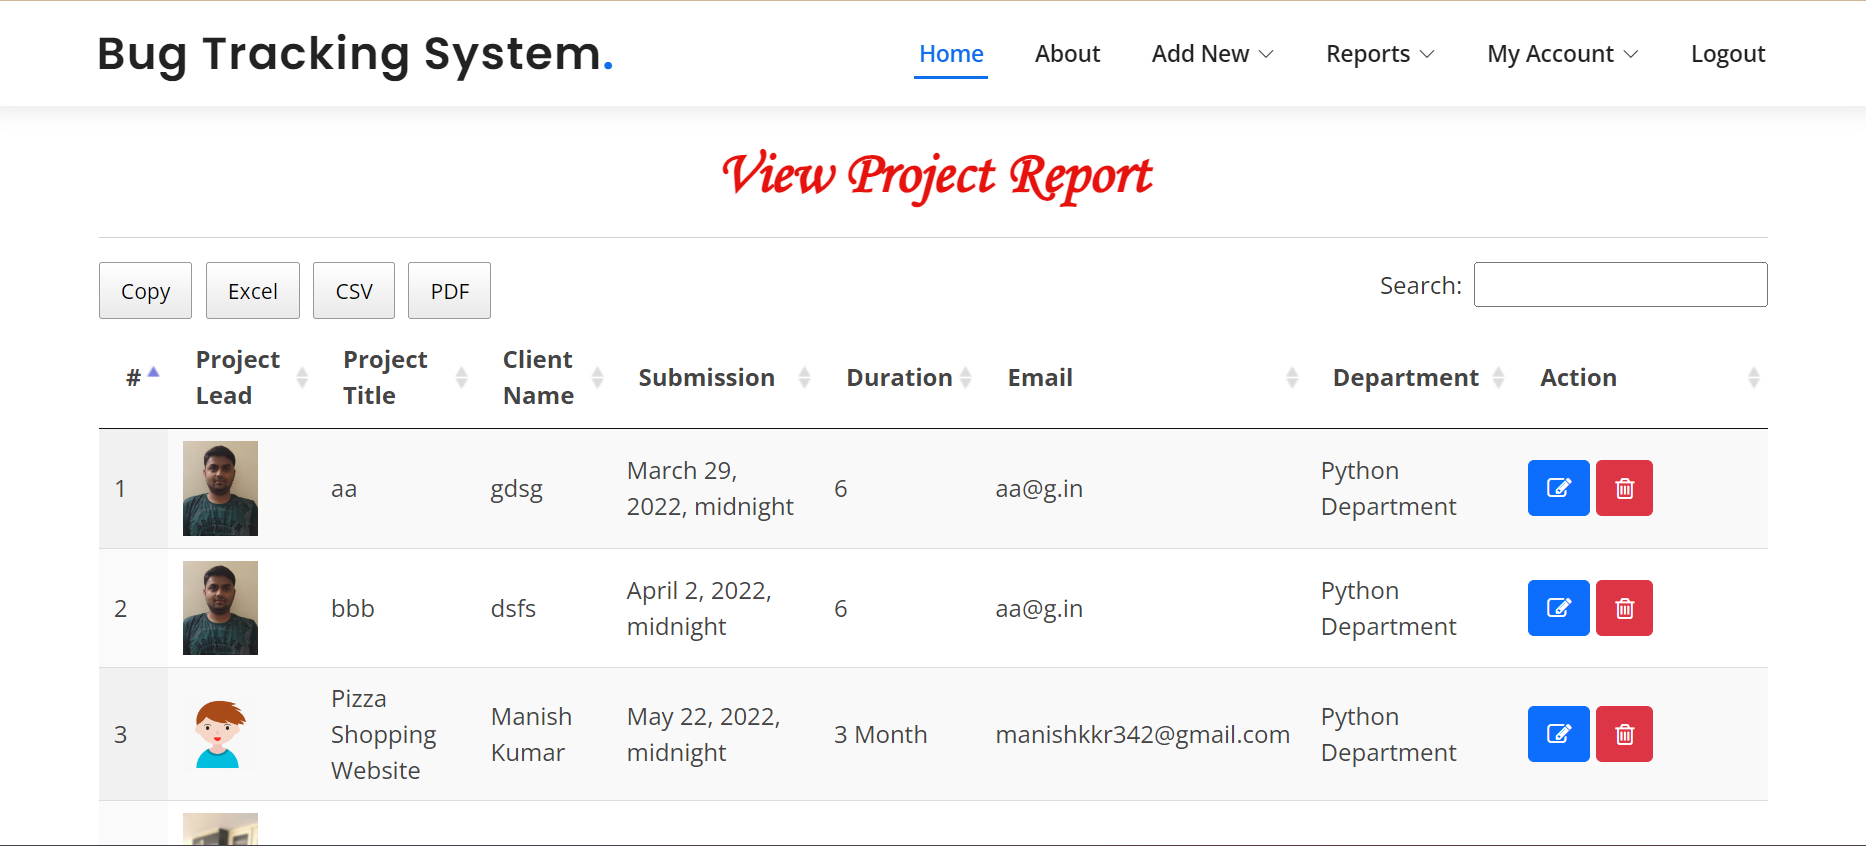 Bug Tracking System.
Home About Add New Reports My Account Logout
View Project Report
Copy Excel CSV PDF Search:
# Project Lead Project Title Client Name Submission Duration Email Department Action
1 aa gdsg March 29, 2022, midnight 6 aa@g.in Python Department
2 bbb dsfs April 2, 2022, midnight 6 aa@g.in Python Department
3 Pizza Shopping Website Manish Kumar May 22, 2022, midnight 3 Month manishkkr342@gmail.com Python Department